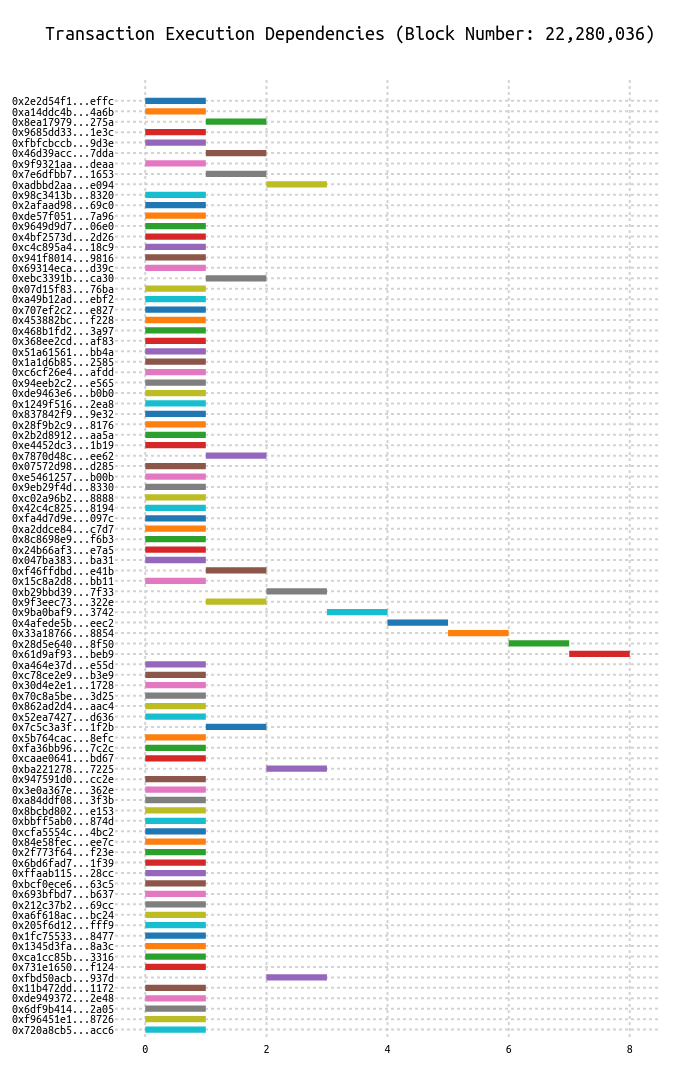 Transaction Execution Dependencies (Block Number: 22,280,036)
0x2e2d54f1...effc
0xa14ddc4b...4a6b
0x8ea17979...275a
0x9685dd33...1e3c
0xfbfcbccb...9d3e
0x46d39acc...7dda
0x9f9321aa...deaa
0x7e6dfbb7...1653
0xadbbd2aa...e094
0x98c3413b...8320
0x2afaad98...69c0
0xde57f051...7a96
0x9649d9d7...06e0
0x4bf2573d...2d26
0xc4c895a4...18c9
0x941f8014...9816
0x69314eca...d39c
0xebc3391b...ca30
0x07d15f83...76ba
0xa49b12ad...ebf2
0x707ef2c2...e827
0x453882bc...f228
0x468b1fd2...3a97
0x368ee2cd...af83
0x51a61561...bb4a
0x1a1d6b85...2585
0xc6cf26e4...afdd
0x94eeb2c2...e565
0xde9463e6...b0b0
0x1249f516...2ea8
0x837842f9...9e32
0x28f9b2c9...8176
0x2b2d8912...aa5a
0xe4452dc3...1b19
0x7870d48c...ee62
0x07572d98...d285
0xe5461257...b00b
0x9eb29f4d...8330
0xc02a96b2...8888
0x42c4c825...8194
0xfa4d7d9e...097c
0xa2ddce84...c7d7
0x8c8698e9...f6b3
0x24b66af3...e7a5
0x047ba383...ba31
0xf46ffdbd...e41b
0x15c8a2d8...bb11
0xb29bbd39...7f33
0x9f3eec73...322e
0x9ba0baf9...3742
0x4afede5b...eec2
0x33a18766...8854
0x28d5e640...8f50
0x61d9af93...beb9
0xa464e37d...e55d
0xc78ce2e9...b3e9
0x30d4e2e1...1728
0x70c8a5be...3d25
0x862ad2d4...aac4
0x52ea7427...d636
0x7c5c3a3f...1f2b
0x5b764cac...8efc
0xfa36bb96...7c2c
0xcaae0641...bd67
0xba221278...7225
0x947591d0...cc2e
0x3e0a367e...362e
0xa84ddf08...3f3b
0x8bcbd802...e153
0xbbff5ab0...874d
0xcfa5554c...4bc2
0x84e58fec...ee7c
0x2f773f64...f23e
0x6bd6fad7...1f39
0xffaab115...28cc
0xbcf0ece6...63c5
0x693bfbd7...b637
0x212c37b2...69cc
0xa6f618ac...bc24
0x205f6d12...fff9
0x1fc75533...8477
0x1345d3fa...8a3c
0xca1cc85b...3316
0x731e1650...f124
0xfbd50acb...937d
0x11b472dd...1172
0xde949372...2e48
0x6df9b414...2a05
0xf96451e1...8726
0x720a8cb5...acc6
0 2 4 6 8